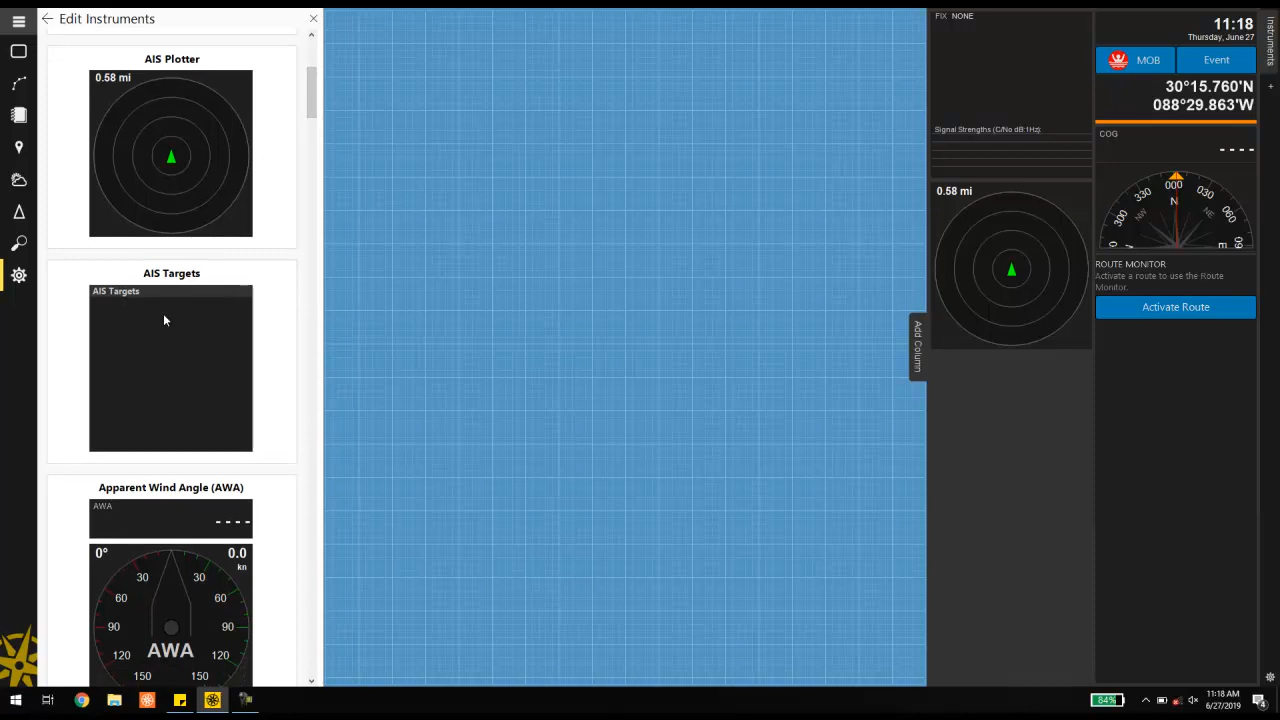 Edit Instruments
AIS Plotter
0.58 mi
AIS Targets
AIS Targets
Apparent Wind Angle (AWA)
AWA
- - - -
0°
0.0
kn
30
30
60
60
90
90
AWA
120
120
150
150
Add Column
FIX NONE
Signal Strengths (C/No dB:1Hz):
0.58 mi
11:18
Thursday, June 27
MOB
Event
30°15.760'N
088°29.863'W
COG
- - - -
000
330
030
N
NW
NE
300
060
E
ROUTE MONITOR
Activate a route to use the Route
Monitor.
Activate Route
Instruments
+
84%
11:18 AM
6/27/2019
4